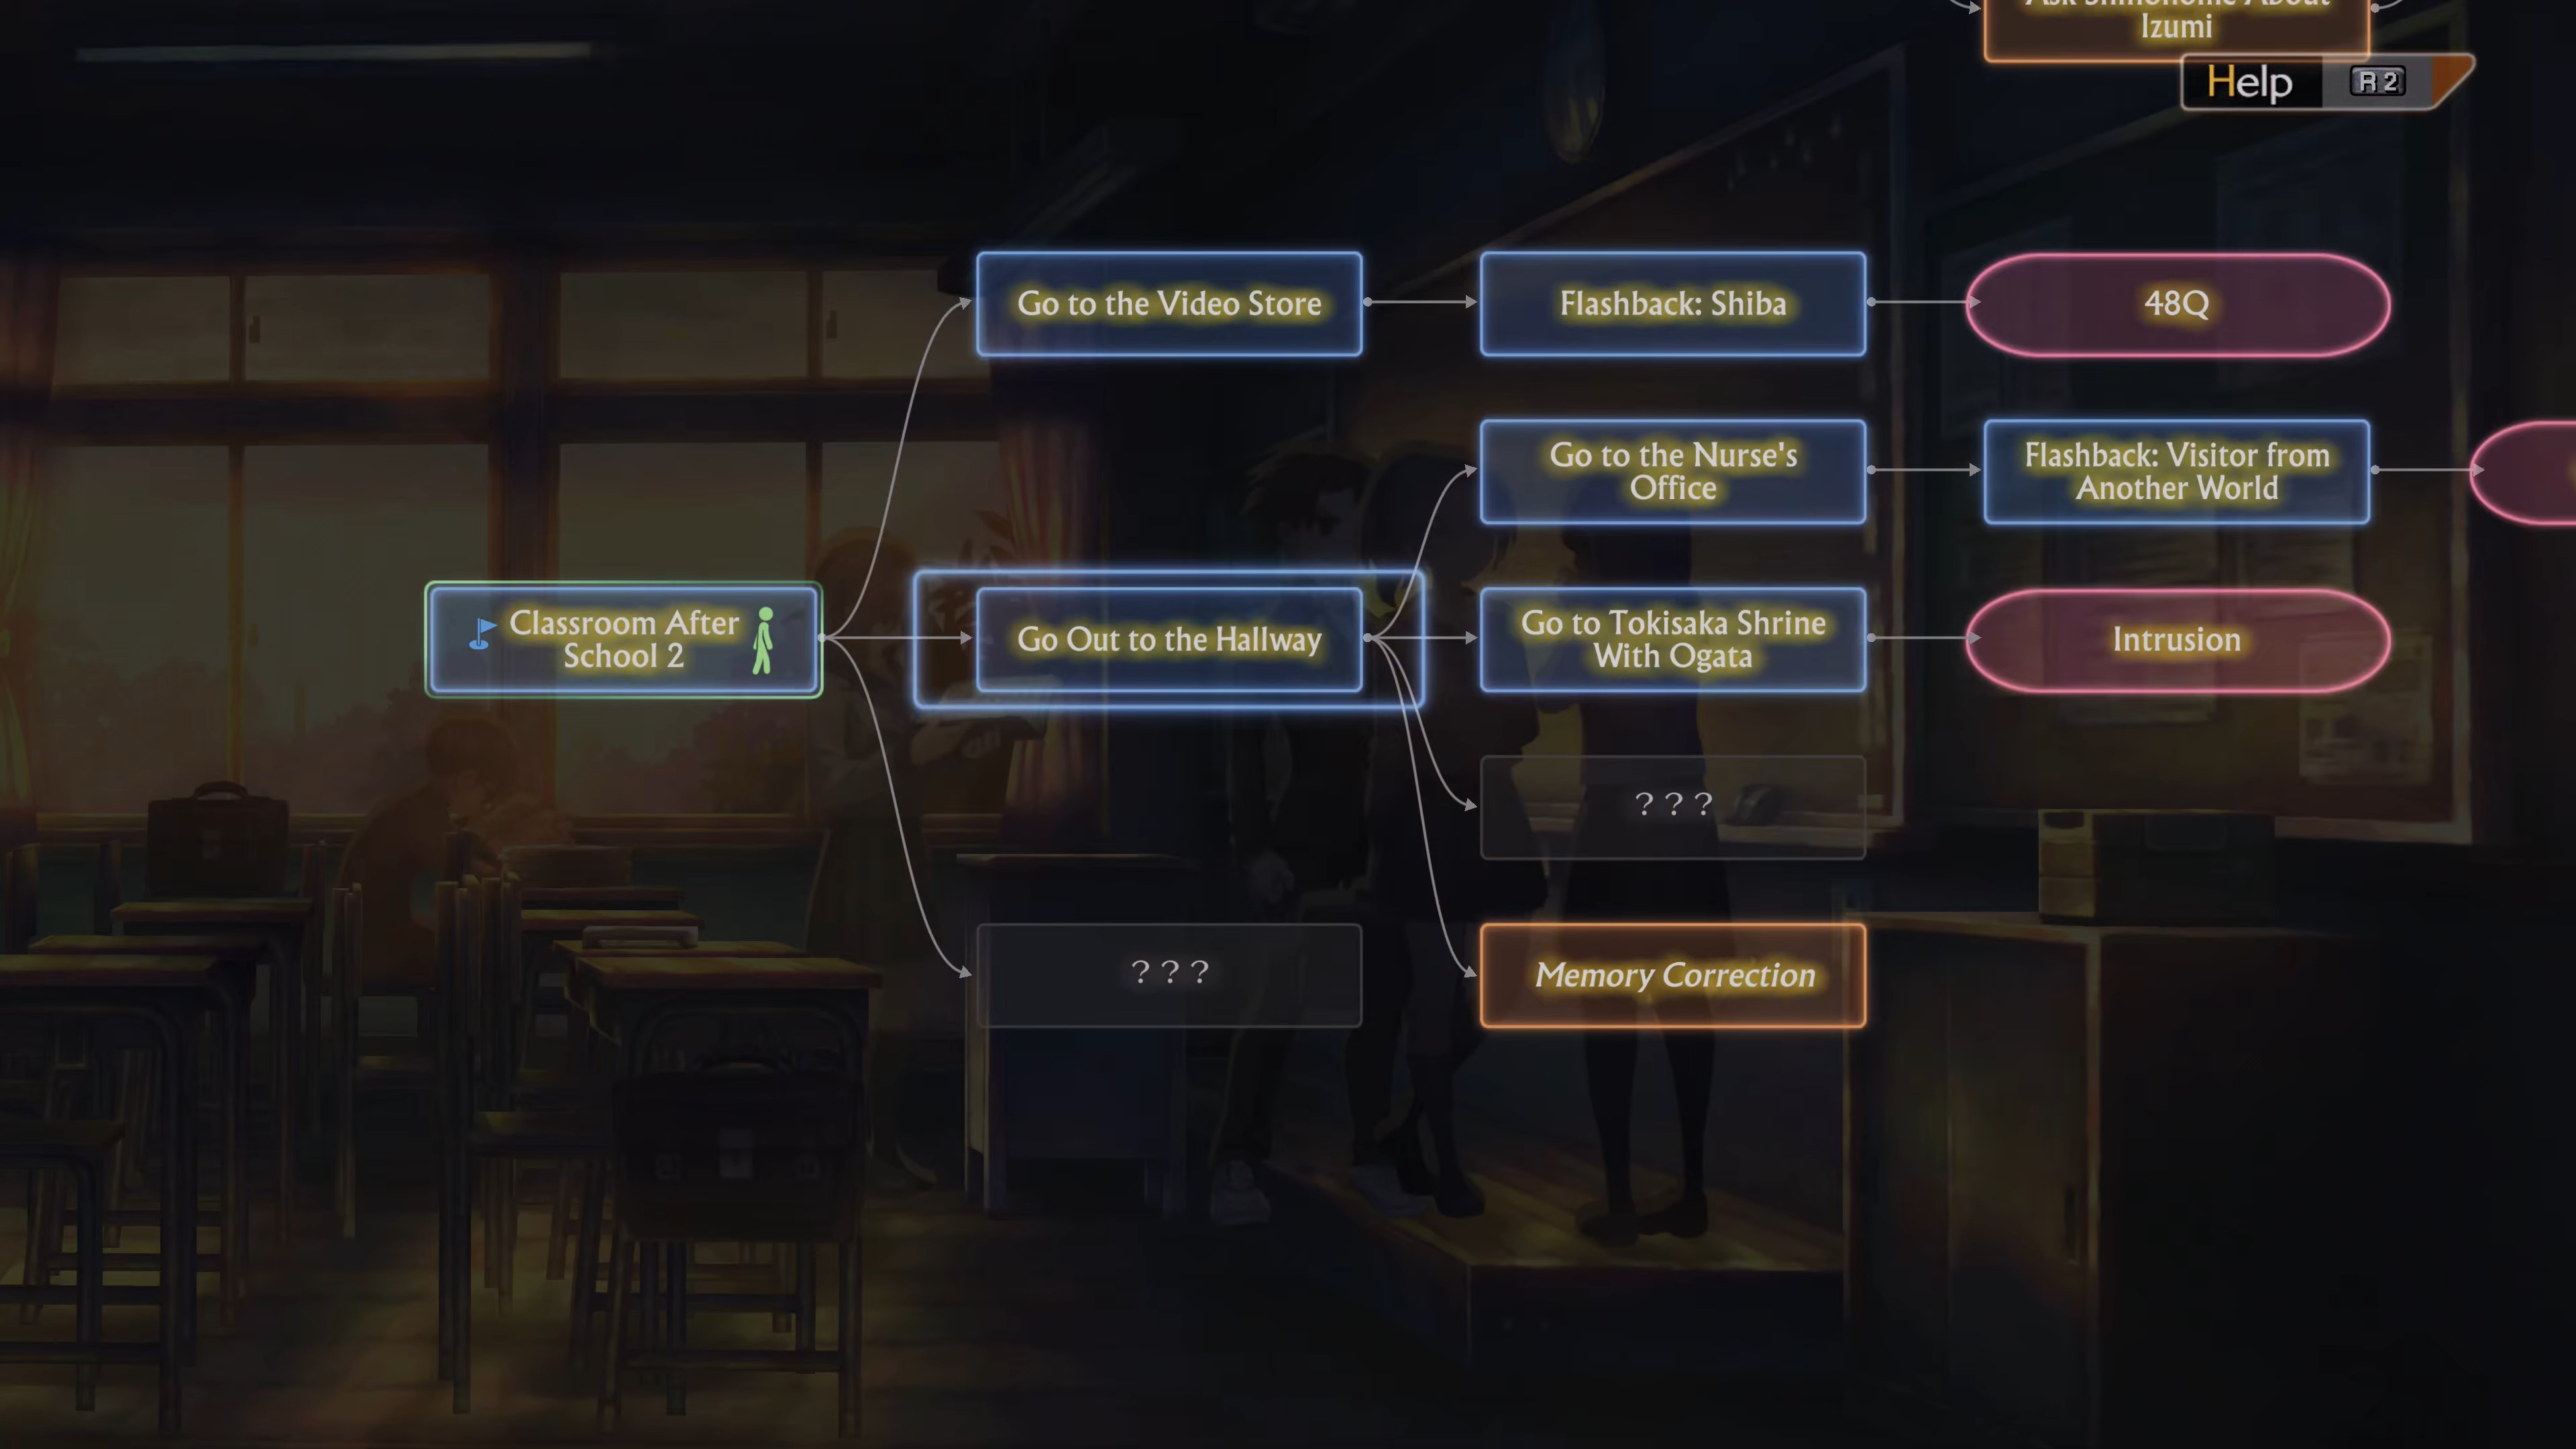 Izumi
Help R2
Go to the Video Store
Flashback: Shiba
48Q
Go to the Nurse's
Office
Flashback: Visitor from
Another World
Classroom After
School 2
Go Out to the Hallway
Go to Tokisaka Shrine
With Ogata
Intrusion
? ? ?
? ? ?
Memory Correction